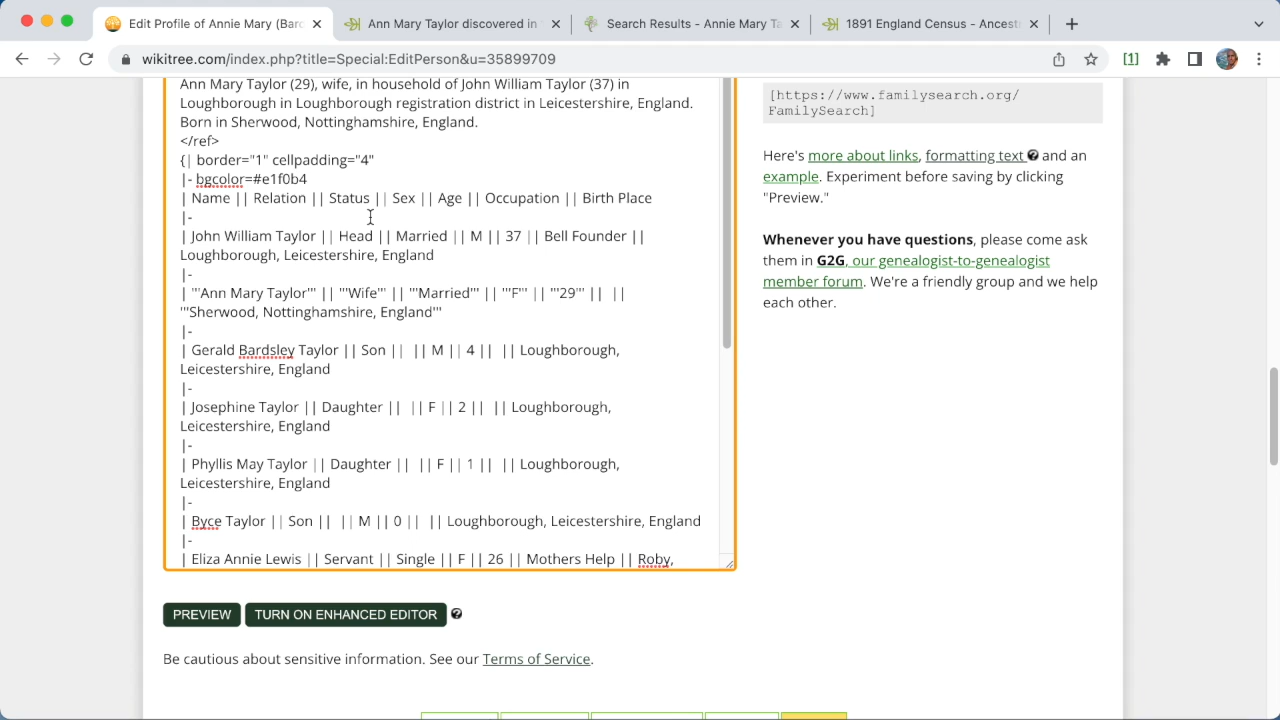 Edit Profile of Annie Mary (Bard
Ann Mary Taylor discovered in
Search Results - Annie Mary Ta
1891 England Census - Ancest
wikitree.com/index.php?title=Special:EditPerson&u=35899709
[1]
Ann Mary Taylor (29), wife, in household of John William Taylor (37) in
Loughborough in Loughborough registration district in Leicestershire, England.
Born in Sherwood, Nottinghamshire, England.
</ref>
{| border="1" cellpadding="4"
|- bgcolor=#e1f0b4
| Name || Relation || Status || Sex || Age || Occupation || Birth Place
|-
| John William Taylor || Head || Married || M || 37 || Bell Founder ||
Loughborough, Leicestershire, England
|-
| '''Ann Mary Taylor''' || '''Wife''' || '''Married''' || '''F''' || '''29''' ||  ||
'''Sherwood, Nottinghamshire, England'''
|-
| Gerald Bardsley Taylor || Son ||  || M || 4 ||  || Loughborough,
Leicestershire, England
|-
| Josephine Taylor || Daughter ||  || F || 2 ||  || Loughborough,
Leicestershire, England
|-
| Phyllis May Taylor || Daughter ||  || F || 1 ||  || Loughborough,
Leicestershire, England
|-
| Byce Taylor || Son ||  || M || 0 ||  || Loughborough, Leicestershire, England
|-
| Eliza Annie Lewis || Servant || Single || F || 26 || Mothers Help || Roby,
PREVIEW
TURN ON ENHANCED EDITOR
?
Be cautious about sensitive information. See our Terms of Service.
[https://www.familysearch.org/
FamilySearch]
Here's more about links, formatting text ? and an
example. Experiment before saving by clicking
"Preview."
Whenever you have questions, please come ask
them in G2G, our genealogist-to-genealogist
member forum. We're a friendly group and we help
each other.